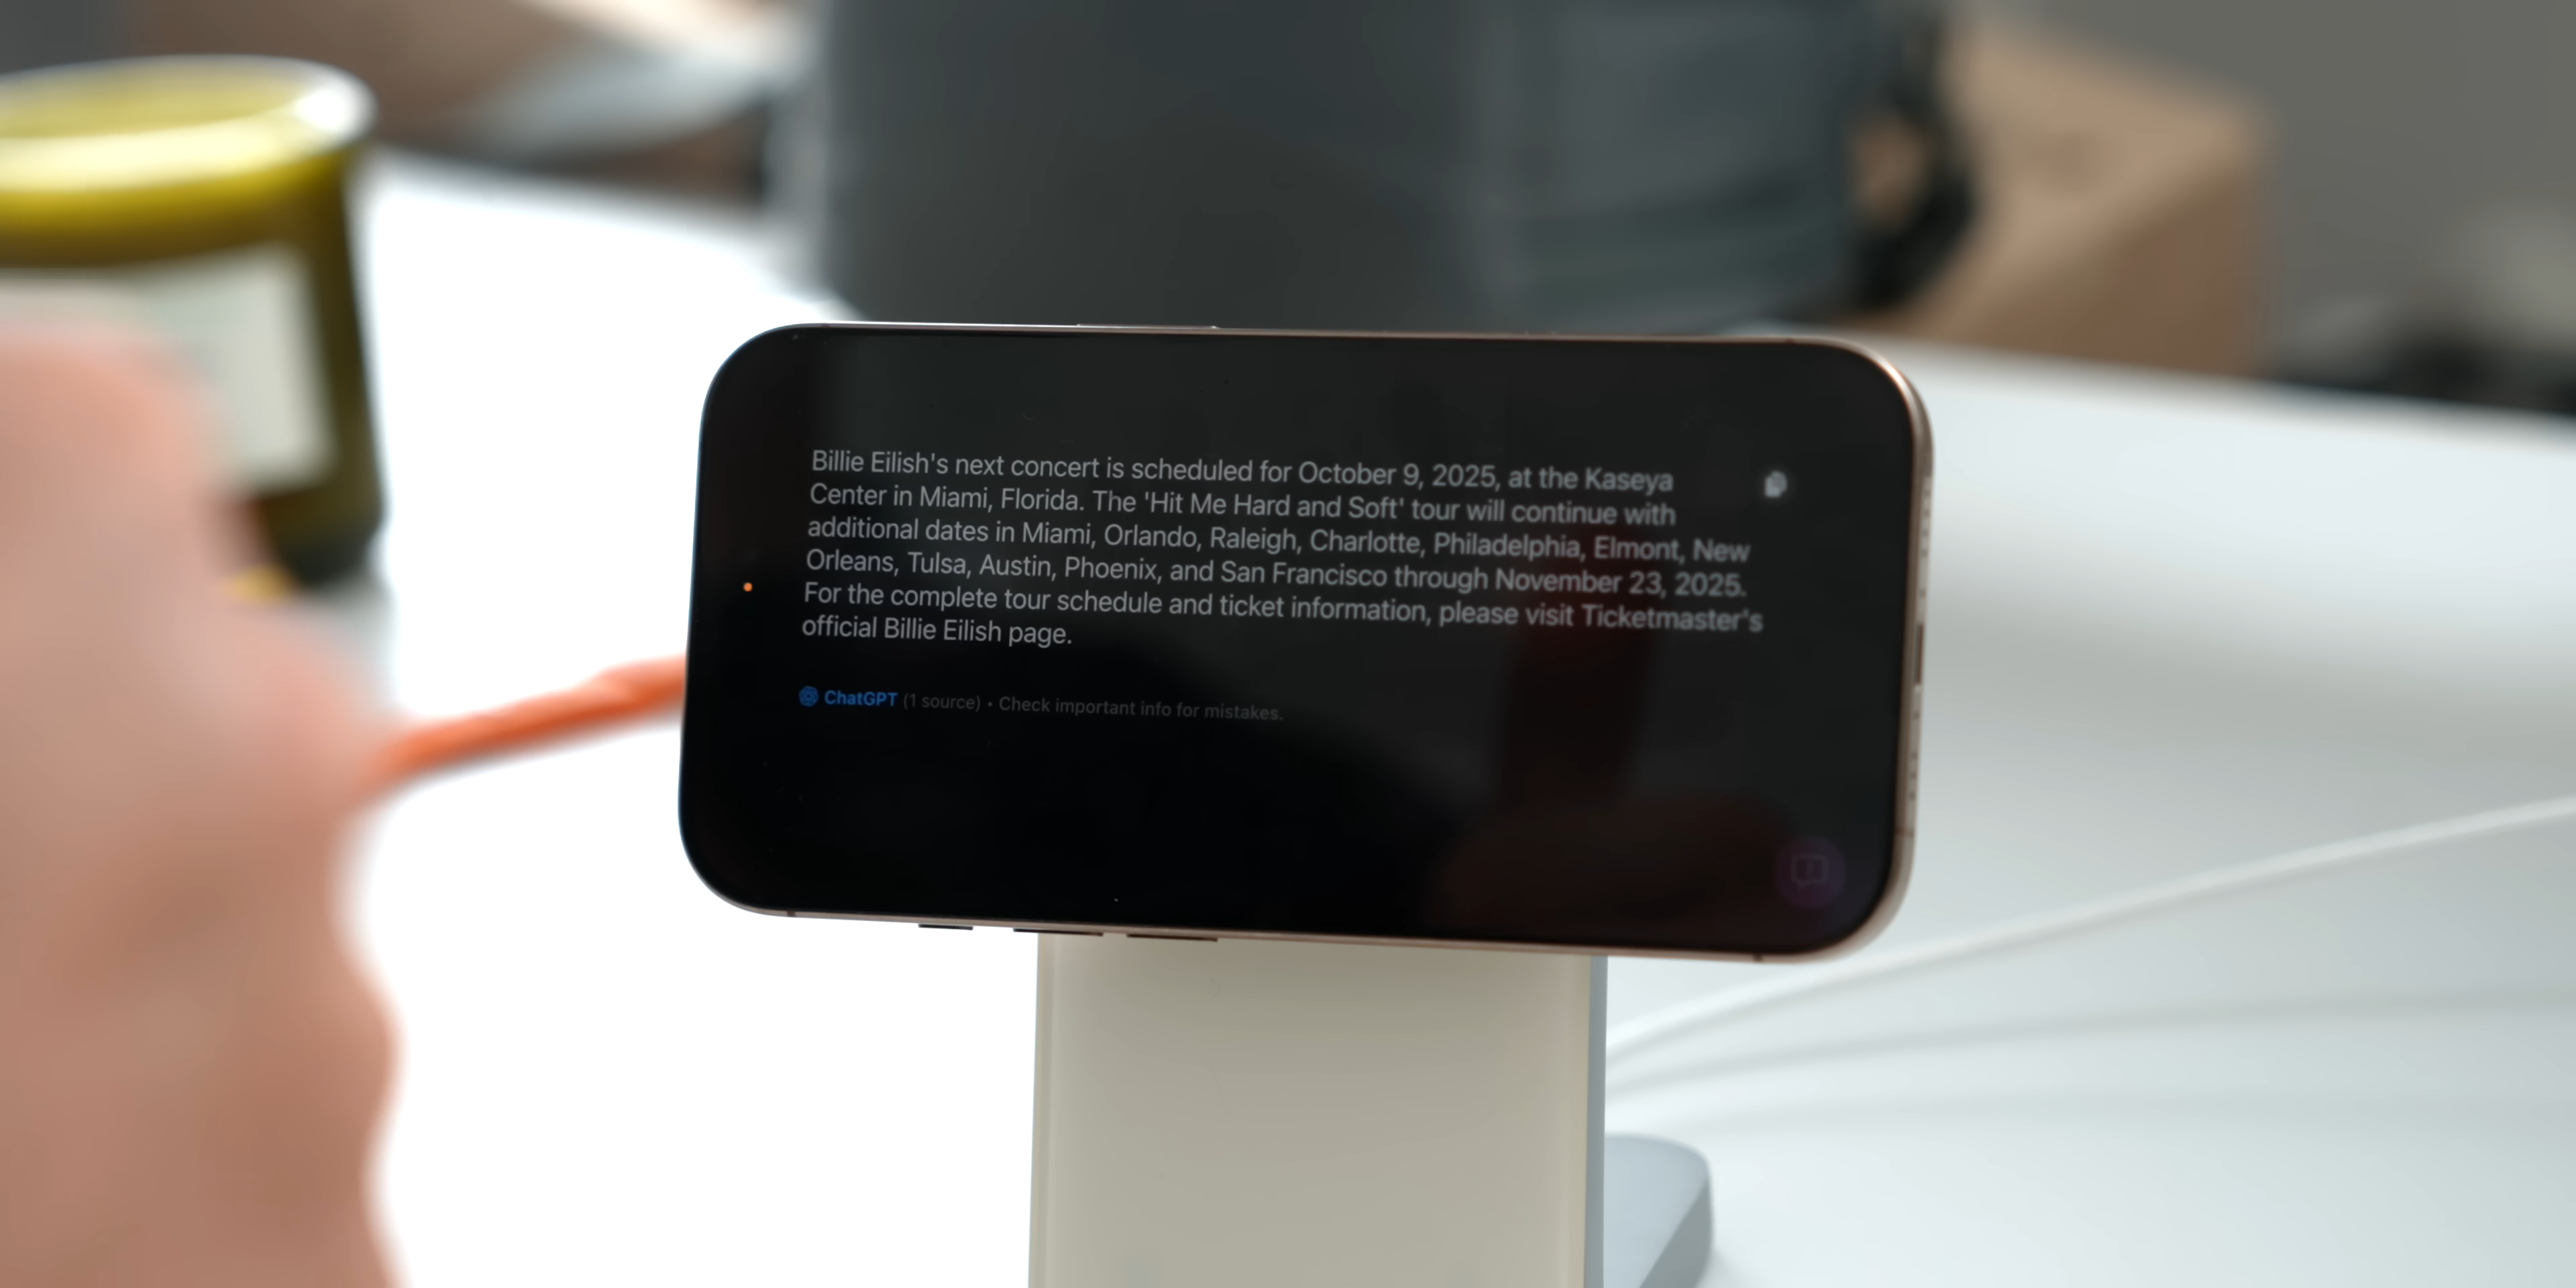 Billie Eilish's next concert is scheduled for October 9, 2025, at the Kaseya
Center in Miami, Florida. The 'Hit Me Hard and Soft' tour will continue with
additional dates in Miami, Orlando, Raleigh, Charlotte, Philadelphia, Elmont, New
Orleans, Tulsa, Austin, Phoenix, and San Francisco through November 23, 2025.
For the complete tour schedule and ticket information, please visit Ticketmaster's
official Billie Eilish page.
ChatGPT (1 source) • Check important info for mistakes.